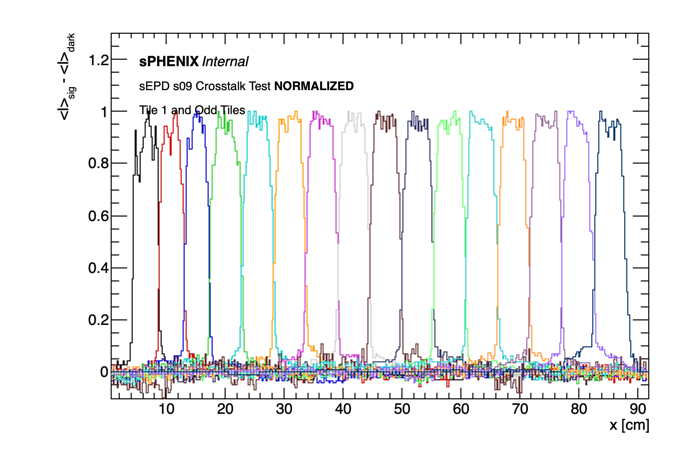 <I>sig - <I>dark
1.2
sPHENIX Internal
sEPD s09 Crosstalk Test NORMALIZED
Tile 1 and Odd Tiles
1
0.8
0.6
0.4
0.2
0
10 20 30 40 50 60 70 80 90
x [cm]